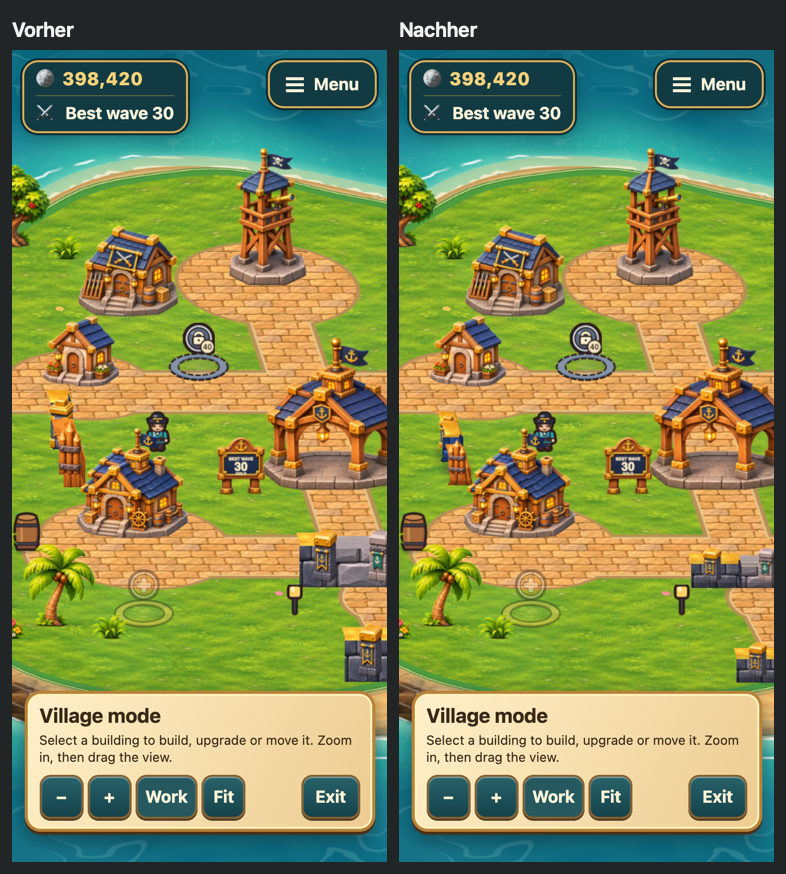 Vorher
398,420
Best wave 30
Menu
40
BEST WAVE
30
Village mode
Select a building to build, upgrade or move it. Zoom
in, then drag the view.
–
+
Work
Fit
Exit
Nachher
398,420
Best wave 30
Menu
40
BEST WAVE
30
Village mode
Select a building to build, upgrade or move it. Zoom
in, then drag the view.
–
+
Work
Fit
Exit